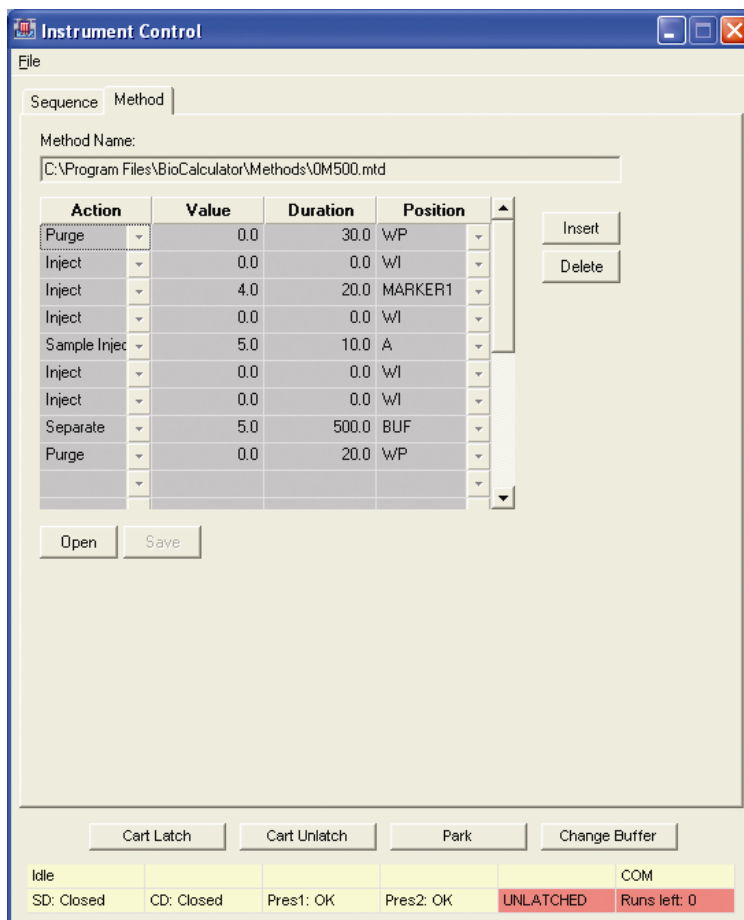 Instrument Control
File
Sequence Method
Method Name:
C:\Program Files\BioCalculator\Methods\0M500.mtd
Action Value Duration Position
Purge 0.0 30.0 WP
Inject 0.0 0.0 WI
Inject 4.0 20.0 MARKER1
Inject 0.0 0.0 WI
Sample Injec 5.0 10.0 A
Inject 0.0 0.0 WI
Inject 0.0 0.0 WI
Separate 5.0 500.0 BUF
Purge 0.0 20.0 WP
Insert
Delete
Open Save
Cart Latch Cart Unlatch Park Change Buffer
Idle COM
SD: Closed CD: Closed Pres1: OK Pres2: OK UNLATCHED Runs left: 0